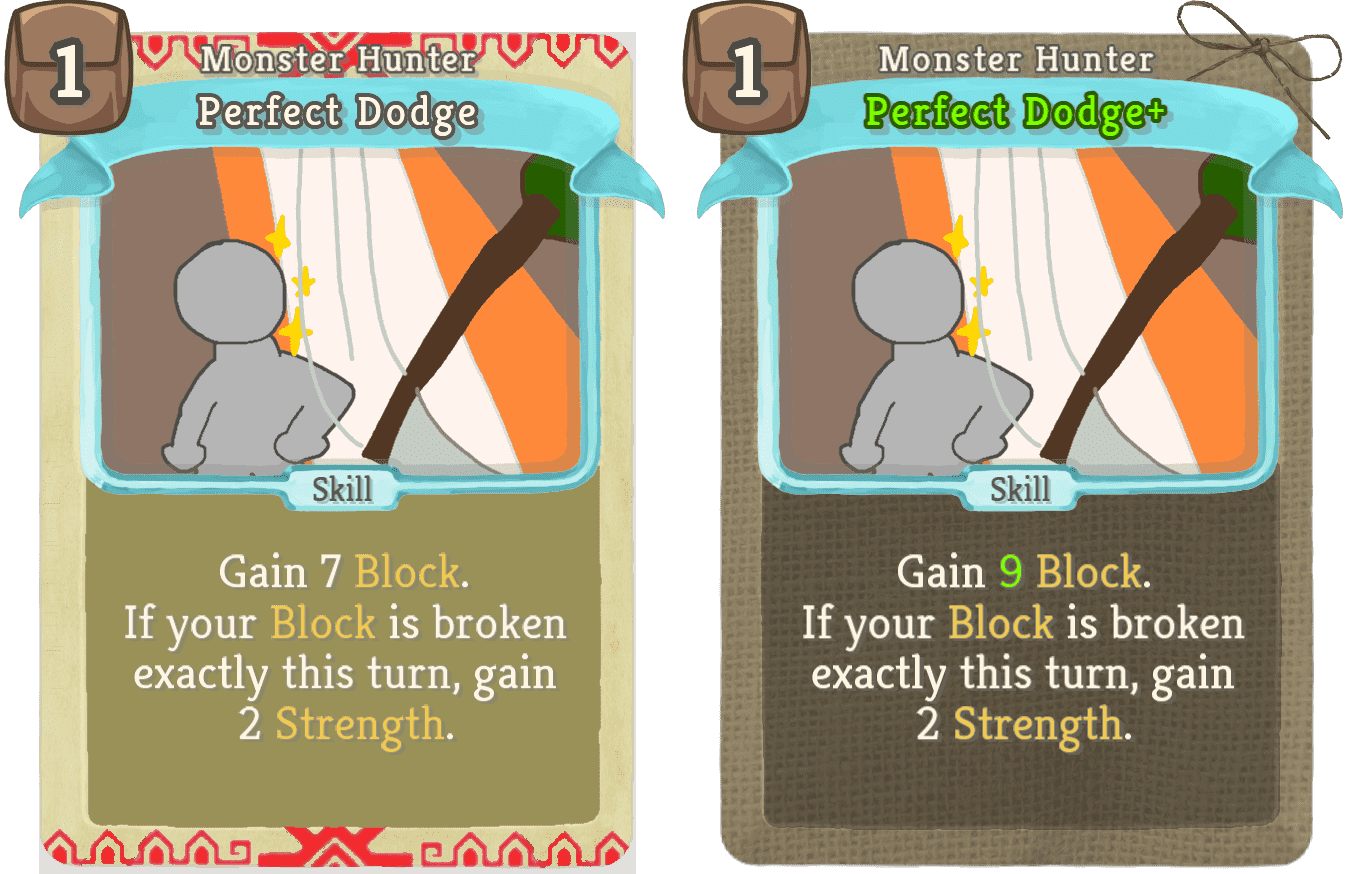 1
Monster Hunter
Perfect Dodge
Skill
Gain 7 Block.
If your Block is broken
exactly this turn, gain
2 Strength.
1
Monster Hunter
Perfect Dodge+
Skill
Gain 9 Block.
If your Block is broken
exactly this turn, gain
2 Strength.